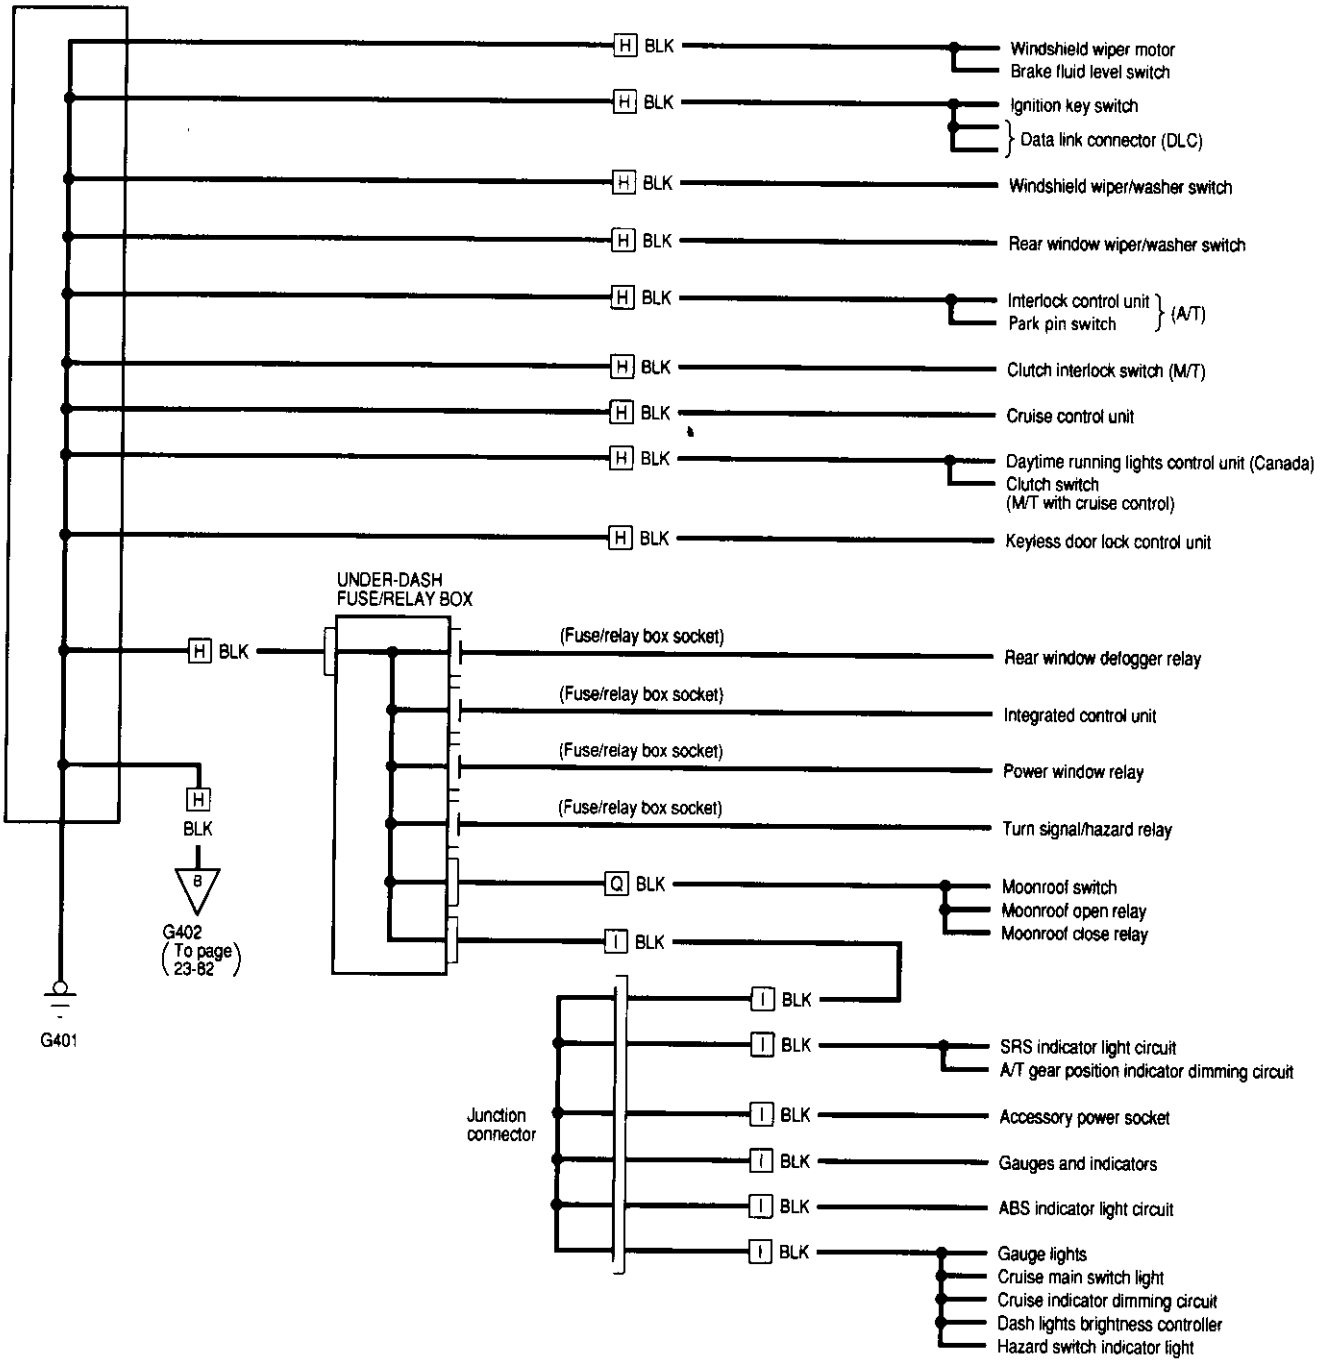 H BLK
Windshield wiper motor
Brake fluid level switch
H BLK
Ignition key switch
Data link connector (DLC)
H BLK
Windshield wiper/washer switch
H BLK
Rear window wiper/washer switch
H BLK
Interlock control unit
Park pin switch
(A/T)
H BLK
Clutch interlock switch (M/T)
H BLK
Cruise control unit
H BLK
Daytime running lights control unit (Canada)
Clutch switch
(M/T with cruise control)
H BLK
Keyless door lock control unit
UNDER-DASH
FUSE/RELAY BOX
H BLK
(Fuse/relay box socket)
Rear window defogger relay
(Fuse/relay box socket)
Integrated control unit
(Fuse/relay box socket)
Power window relay
(Fuse/relay box socket)
Turn signal/hazard relay
H
BLK
B
G402
(To page
23-82)
G401
Q BLK
Moonroof switch
Moonroof open relay
Moonroof close relay
I BLK
I BLK
I BLK
SRS indicator light circuit
A/T gear position indicator dimming circuit
Junction
connector
I BLK
Accessory power socket
I BLK
Gauges and indicators
I BLK
ABS indicator light circuit
I BLK
Gauge lights
Cruise main switch light
Cruise indicator dimming circuit
Dash lights brightness controller
Hazard switch indicator light